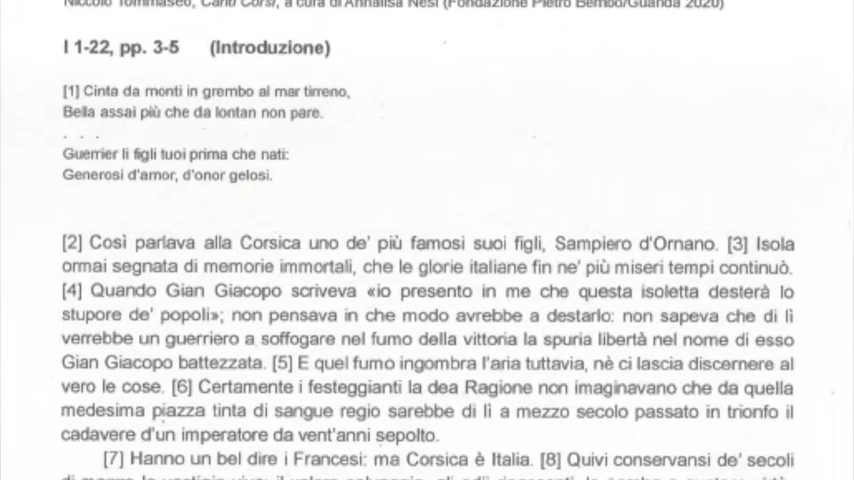 Niccolò Tommaseo, Canti Corsi, a cura di Annalisa Nesi (Fondazione Pietro Bembo/Guanda 2020)
I 1-22, pp. 3-5 (Introduzione)
[1] Cinta da monti in grembo al mar tirreno,
Bella assai più che da lontan non pare.
. . .
Guerrier li figli tuoi prima che nati:
Generosi d'amor, d'onor gelosi.
[2] Così parlava alla Corsica uno de' più famosi suoi figli, Sampiero d'Ornano. [3] Isola
ormai segnata di memorie immortali, che le glorie italiane fin ne' più miseri tempi continuò.
[4] Quando Gian Giacopo scriveva «io presento in me che questa isoletta desterà lo
stupore de' popoli»; non pensava in che modo avrebbe a destarlo: non sapeva che di lì
verrebbe un guerriero a soffogare nel fumo della vittoria la spuria libertà nel nome di esso
Gian Giacopo battezzata. [5] E quel fumo ingombra l'aria tuttavia, nè ci lascia discernere al
vero le cose. [6] Certamente i festeggianti la dea Ragione non imaginavano che da quella
medesima piazza tinta di sangue regio sarebbe di lì a mezzo secolo passato in trionfo il
cadavere d'un imperatore da vent'anni sepolto.
[7] Hanno un bel dire i Francesi: ma Corsica è Italia. [8] Quivi conservansi de' secoli